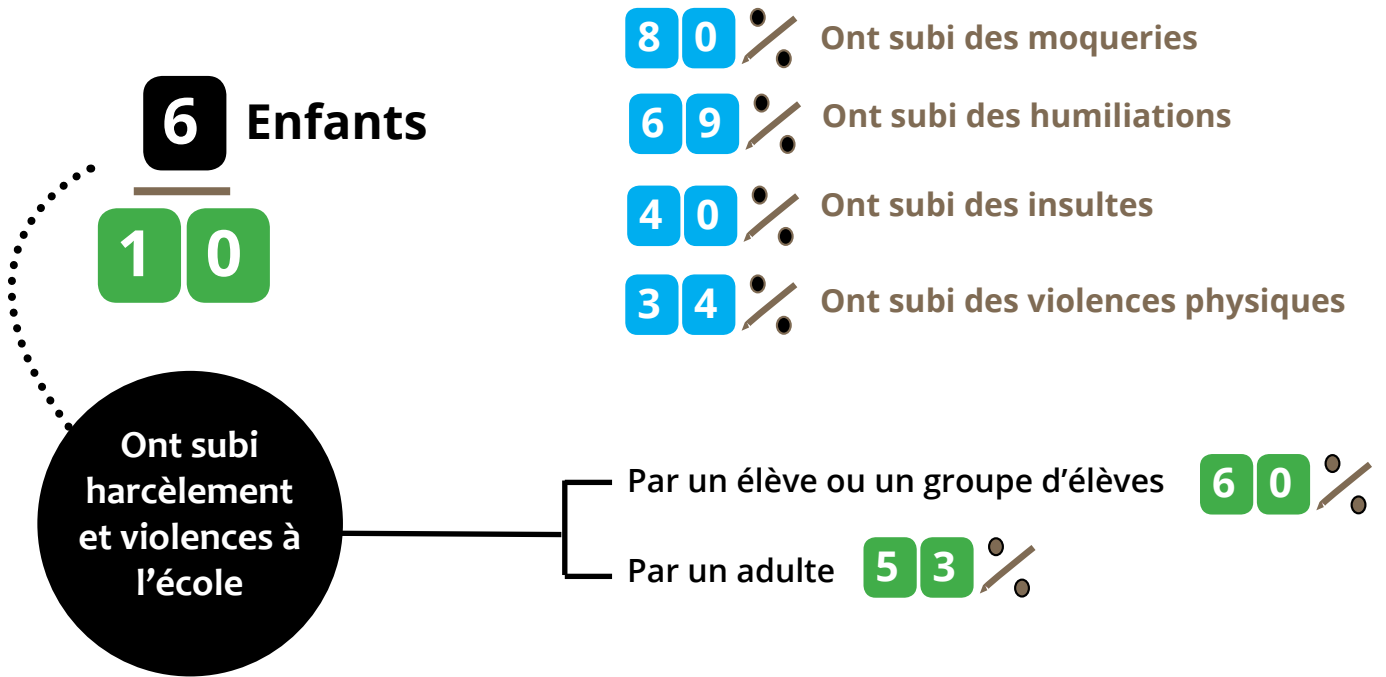 6 Enfants
10
80% Ont subi des moqueries
69% Ont subi des humiliations
40% Ont subi des insultes
34% Ont subi des violences physiques
Ont subi
harcèlement
et violences à
l’école
Par un élève ou un groupe d’élèves 60%
Par un adulte 53%